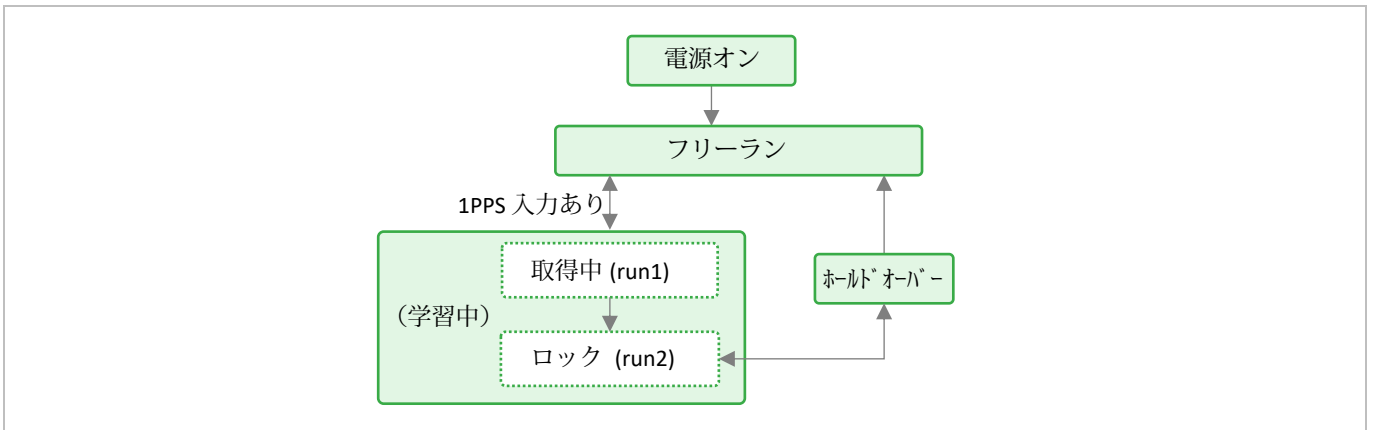 電源オン
フリーラン
1PPS 入力あり
取得中 (run1)
ﾎｰﾙﾄﾞｵｰﾊﾞｰ
（学習中）
ロック (run2)